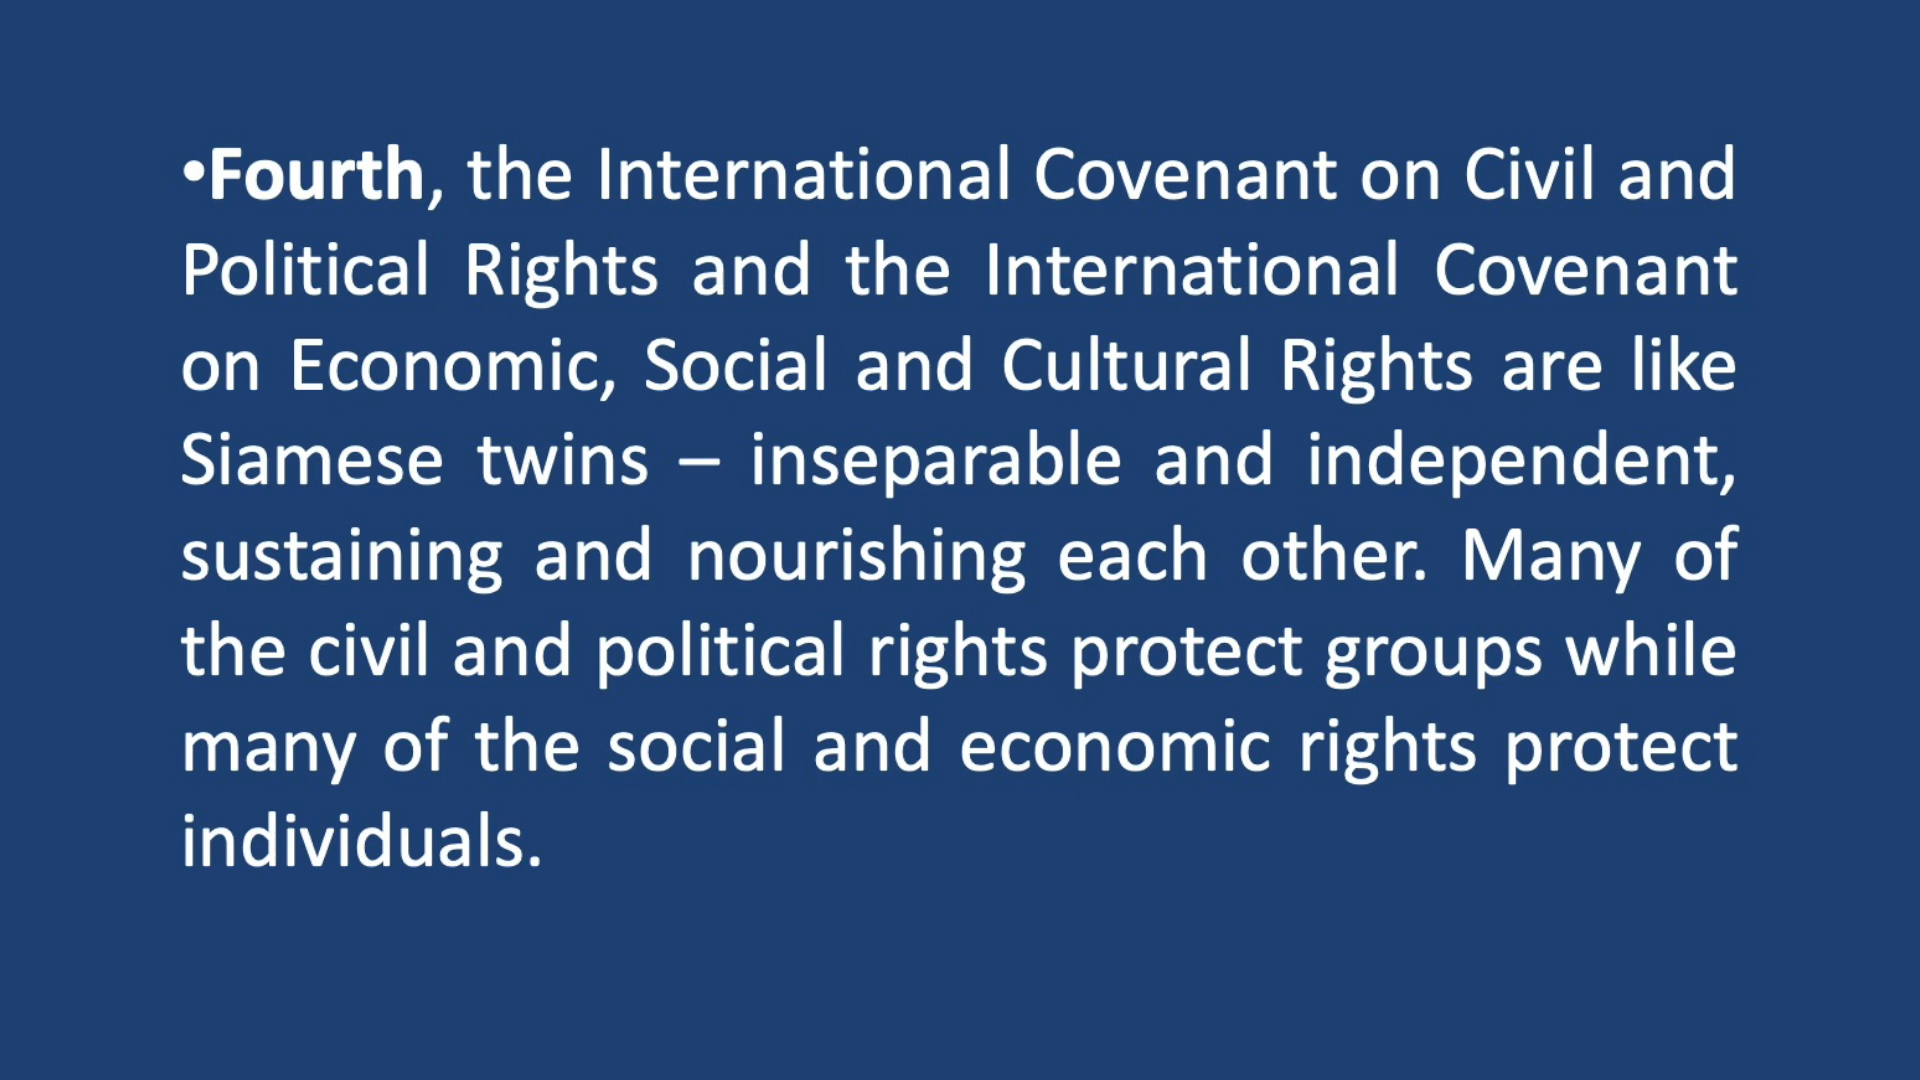 •Fourth, the International Covenant on Civil and
Political Rights and the International Covenant
on Economic, Social and Cultural Rights are like
Siamese twins – inseparable and independent,
sustaining and nourishing each other. Many of
the civil and political rights protect groups while
many of the social and economic rights protect
individuals.